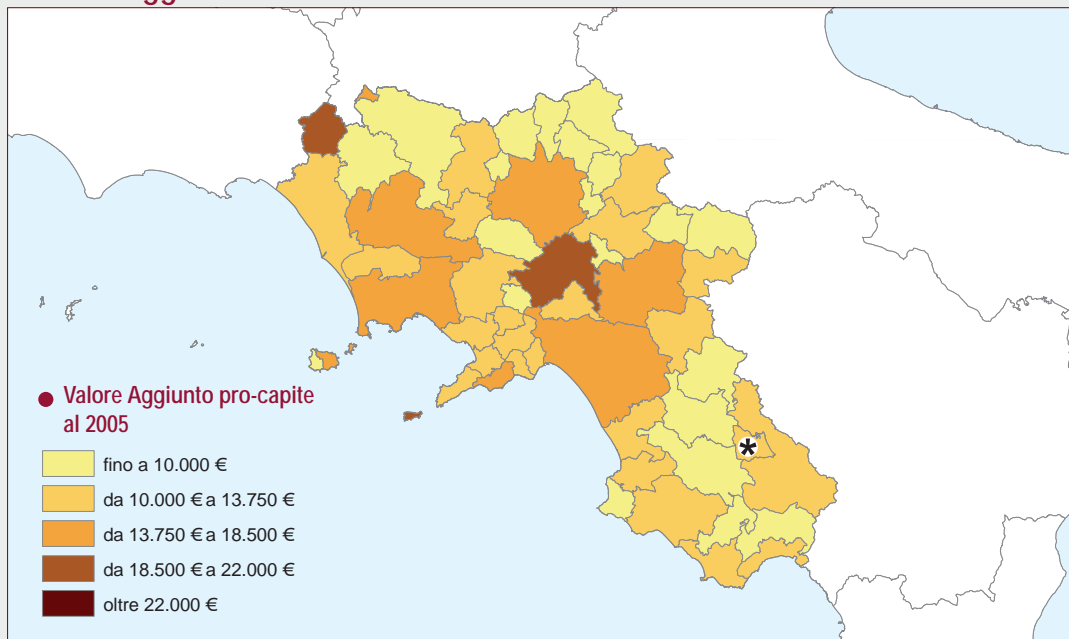 Valore Aggiunto pro-capite
al 2005
fino a 10.000 €
da 10.000 € a 13.750 €
da 13.750 € a 18.500 €
da 18.500 € a 22.000 €
oltre 22.000 €
*